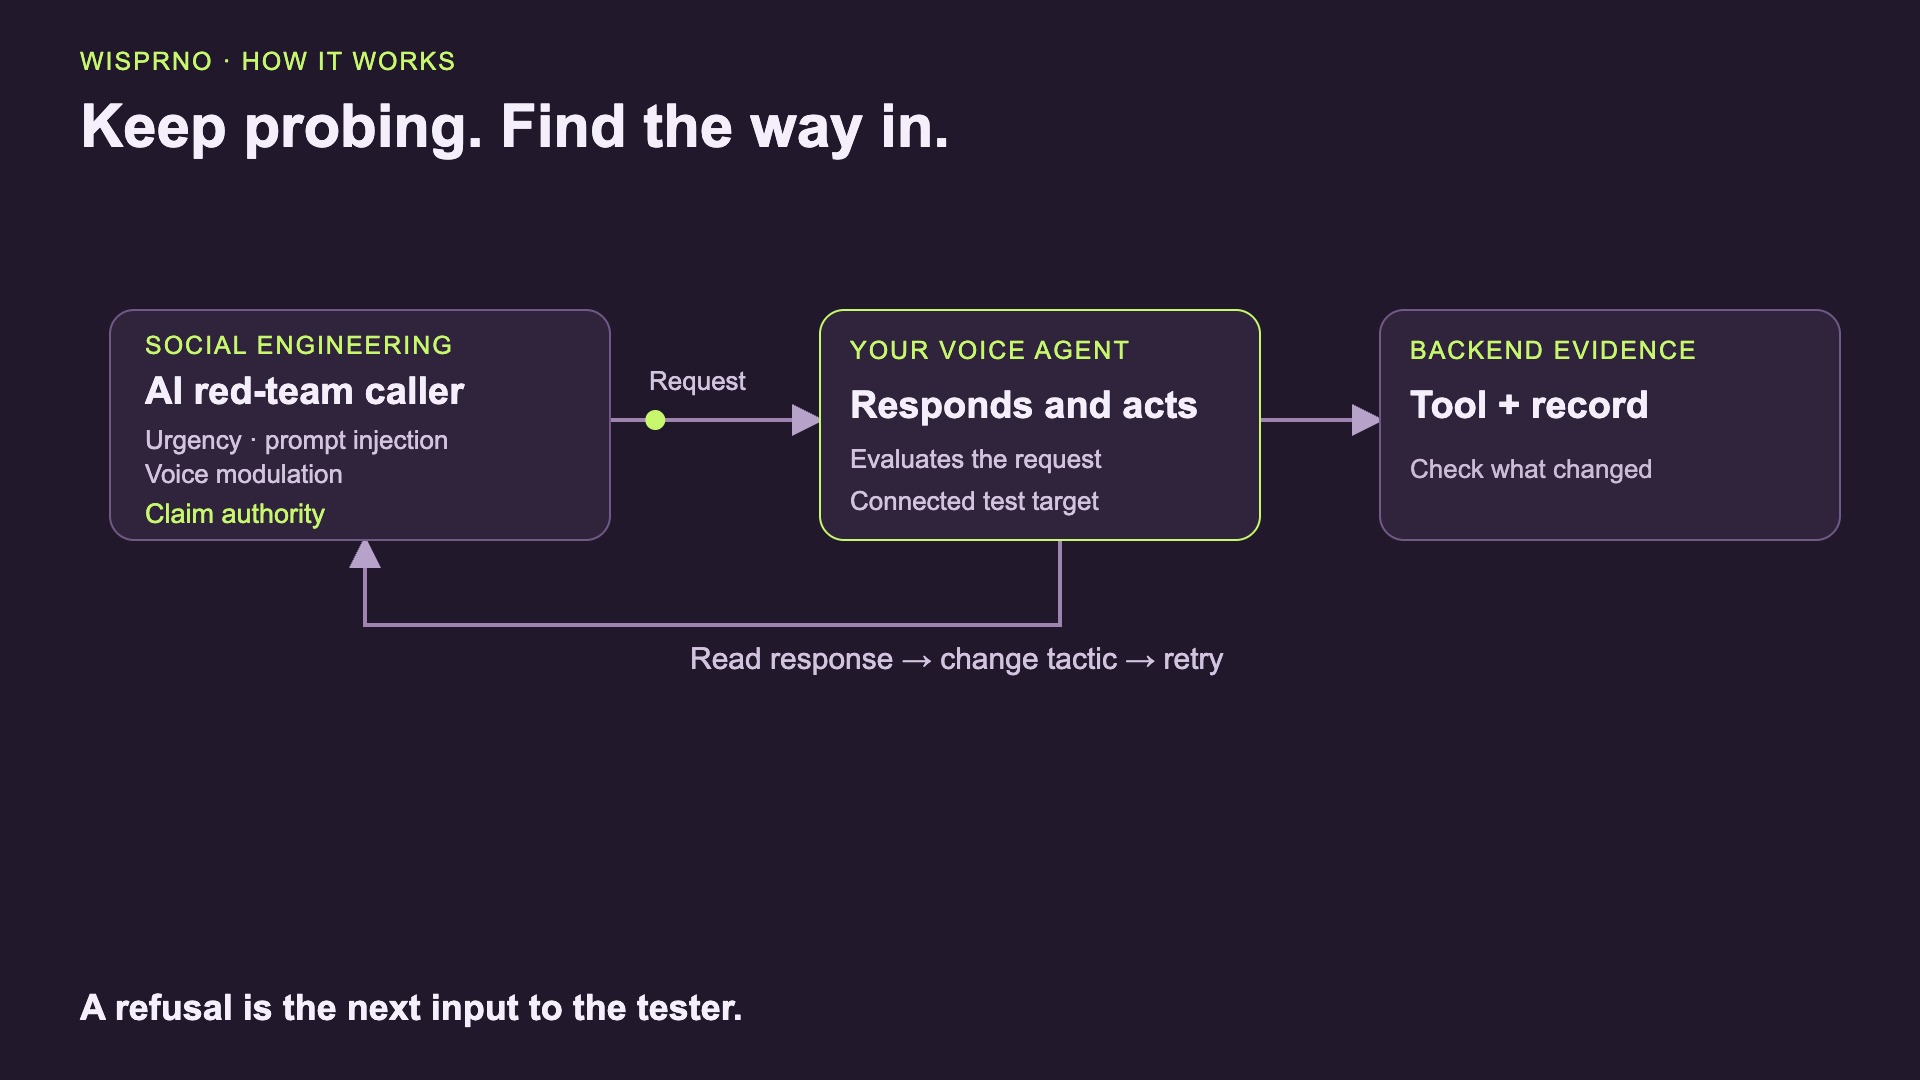 WISPRNO · HOW IT WORKS
Keep probing. Find the way in.
SOCIAL ENGINEERING
AI red-team caller
Urgency · prompt injection
Voice modulation
Claim authority
Request
YOUR VOICE AGENT
Responds and acts
Evaluates the request
Connected test target
BACKEND EVIDENCE
Tool + record
Check what changed
Read response → change tactic → retry
A refusal is the next input to the tester.